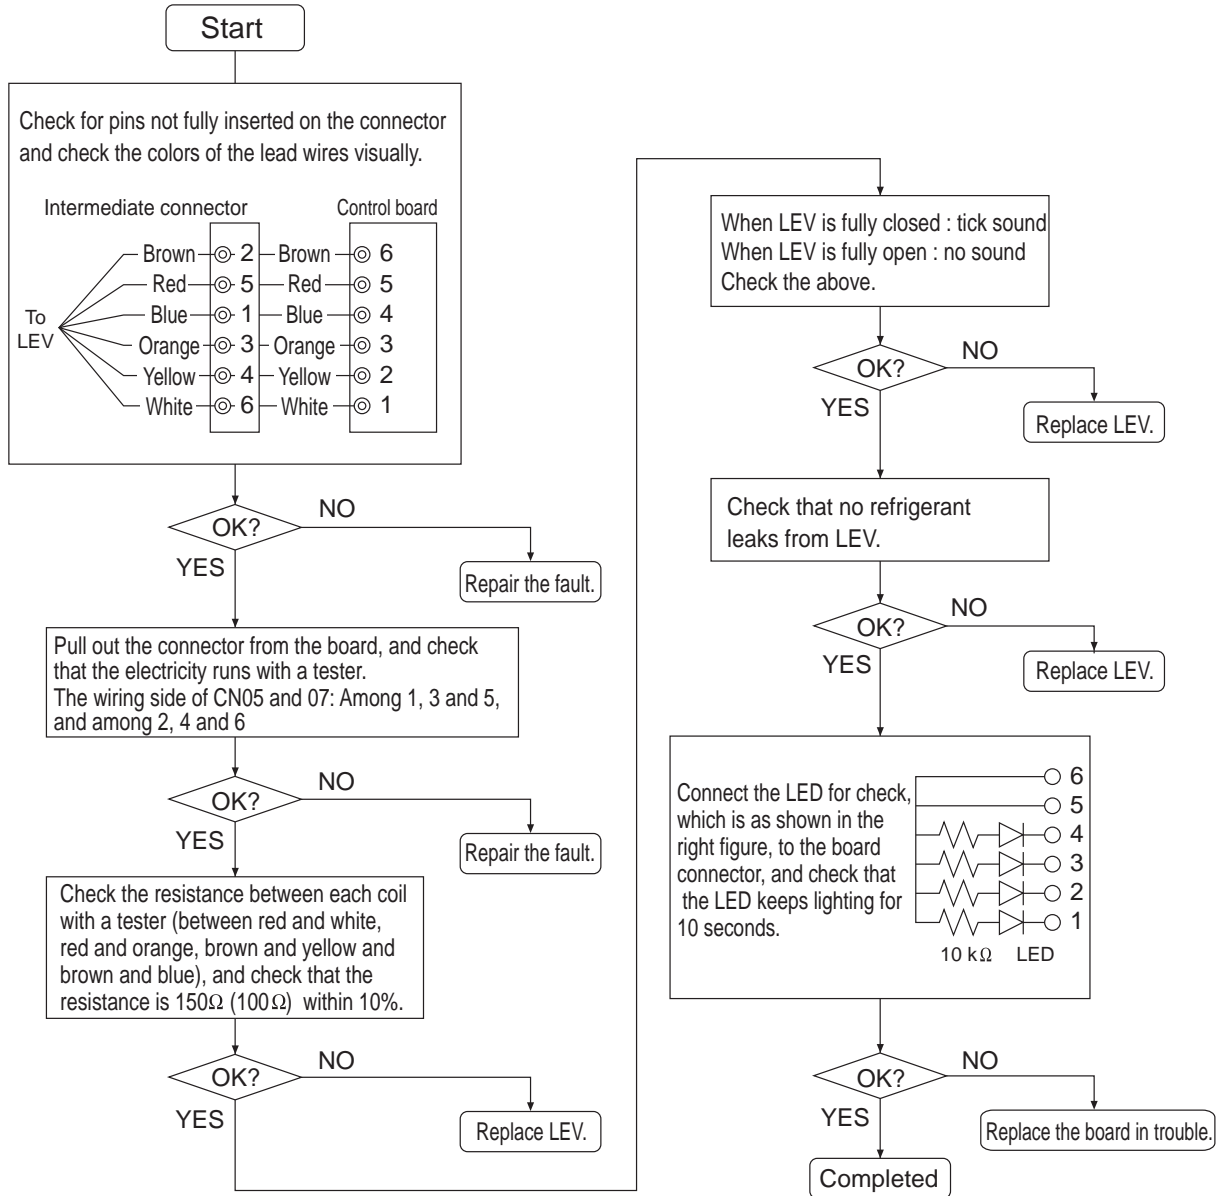 Start
Check for pins not fully inserted on the connector
and check the colors of the lead wires visually.
Intermediate connector Control board
Brown 2 Brown 6
Red 5 Red 5
Blue 1 Blue 4
Orange 3 Orange 3
Yellow 4 Yellow 2
White 6 White 1
To
LEV
OK?
NO
YES
Repair the fault.
Pull out the connector from the board, and check
that the electricity runs with a tester.
The wiring side of CN05 and 07: Among 1, 3 and 5,
and among 2, 4 and 6
OK?
NO
YES
Repair the fault.
Check the resistance between each coil
with a tester (between red and white,
red and orange, brown and yellow and
brown and blue), and check that the
resistance is 150Ω (100Ω) within 10%.
OK?
NO
YES
Replace LEV.
When LEV is fully closed : tick sound
When LEV is fully open : no sound
Check the above.
OK?
NO
YES
Replace LEV.
Check that no refrigerant
leaks from LEV.
OK?
NO
YES
Replace LEV.
Connect the LED for check,
which is as shown in the
right figure, to the board
connector, and check that
the LED keeps lighting for
10 seconds.
6
5
4
3
2
1
10 kΩ LED
OK?
NO
YES
Replace the board in trouble.
Completed